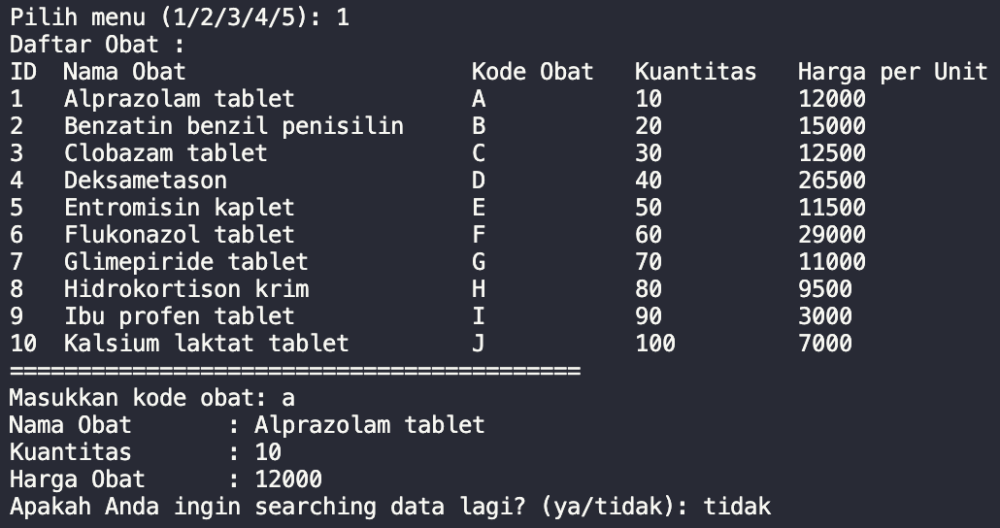 Pilih menu (1/2/3/4/5): 1
Daftar Obat :
ID  Nama Obat                     Kode Obat   Kuantitas   Harga per Unit
1   Alprazolam tablet             A           10          12000
2   Benzatin benzil penisilin     B           20          15000
3   Clobazam tablet               C           30          12500
4   Deksametason                  D           40          26500
5   Entromisin kaplet             E           50          11500
6   Flukonazol tablet             F           60          29000
7   Glimepiride tablet            G           70          11000
8   Hidrokortison krim            H           80          9500
9   Ibu profen tablet             I           90          3000
10  Kalsium laktat tablet         J           100         7000
==========================================
Masukkan kode obat: a
Nama Obat       : Alprazolam tablet
Kuantitas       : 10
Harga Obat      : 12000
Apakah Anda ingin searching data lagi? (ya/tidak): tidak